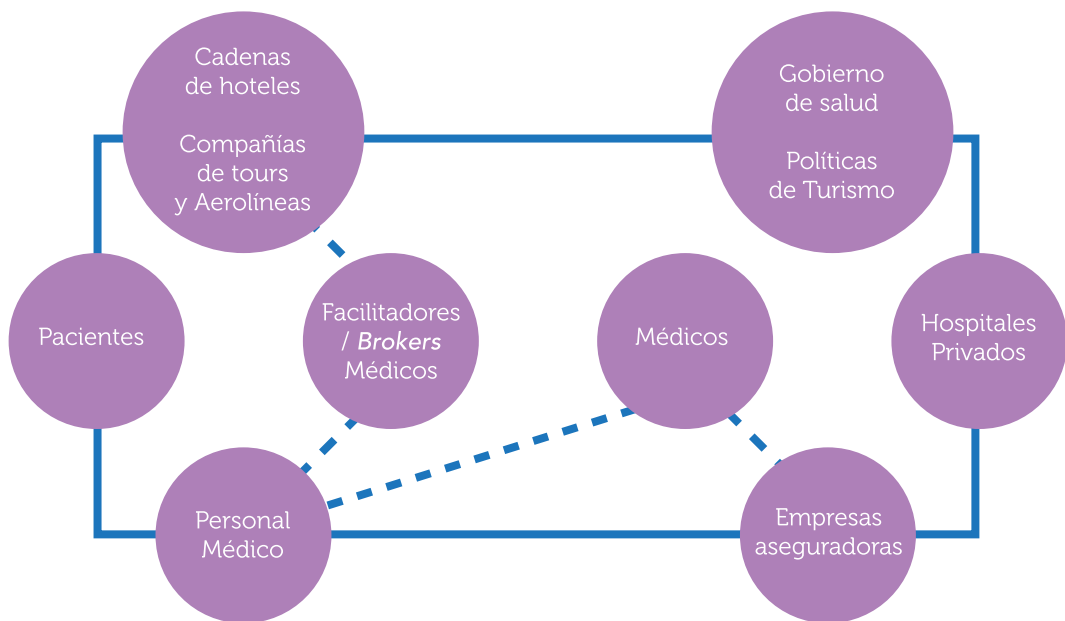 Cadenas
de hoteles
Compañías
de tours
y Aerolíneas
Gobierno
de salud
Políticas
de Turismo
Pacientes
Facilitadores
/ Brokers
Médicos
Médicos
Hospitales
Privados
Personal
Médico
Empresas
aseguradoras